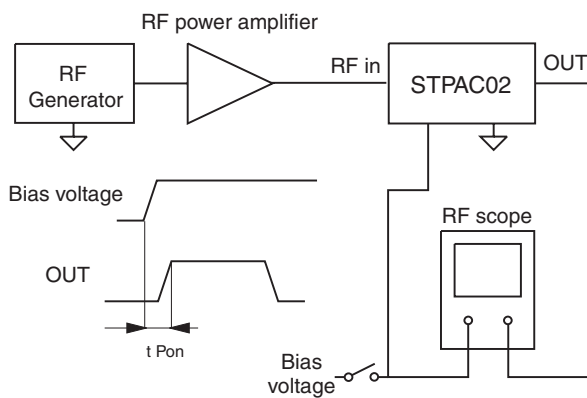 RF power amplifier
RF
Generator
RF in
STPAC02
OUT
Bias voltage
RF scope
OUT
t Pon
Bias
voltage